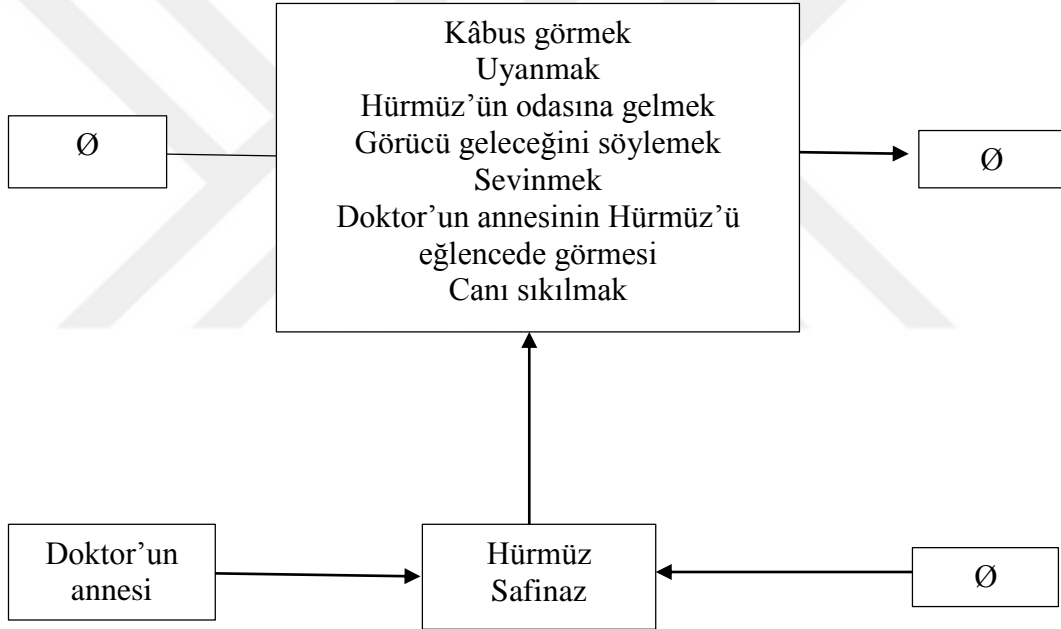 Kâbus görmek
Uyanmak
Hürmüz’ün odasına gelmek
Görücü geleceğini söylemek
Sevinmek
Doktor’un annesinin Hürmüz’ü
eğlencede görmesi
Canı sıkılmak
Ø
Ø
Doktor’un
annesi
Hürmüz
Safinaz
Ø